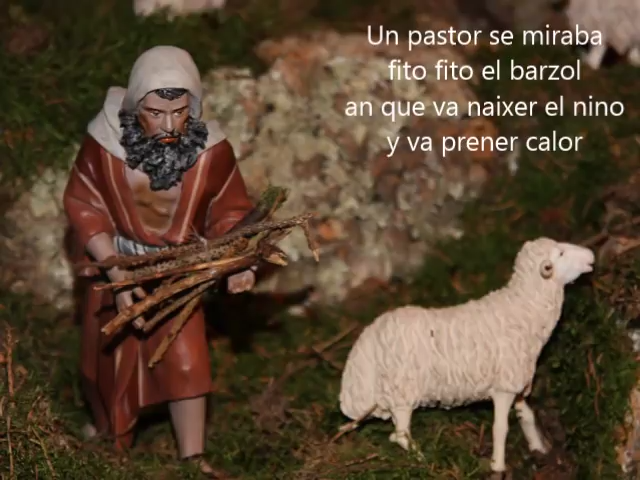 Un pastor se miraba
fito fito el barzol
an que va naixer el nino
y va prener calor